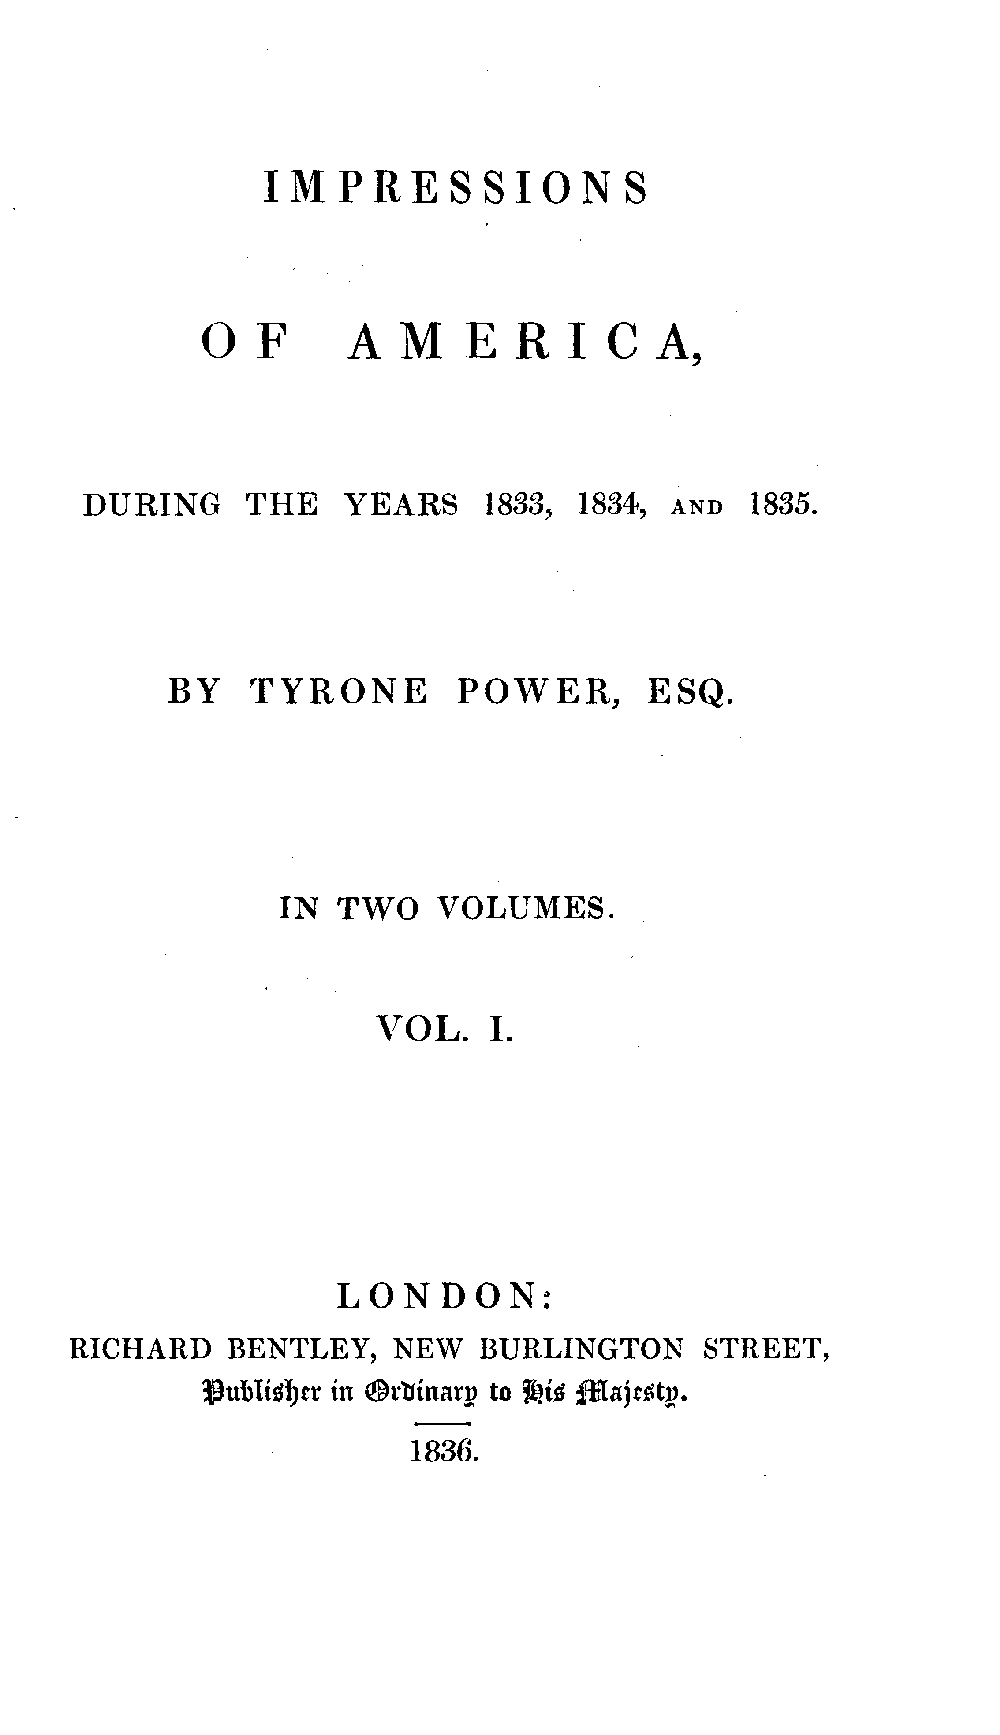 IMPRESSIONS
OF AMERICA,
DURING THE YEARS 1833, 1834, AND 1835.
BY TYRONE POWER, ESQ.
IN TWO VOLUMES.
VOL. I.
LONDON:
RICHARD BENTLEY, NEW BURLINGTON STREET,
Publisher in Ordinary to His Majesty.
1836.